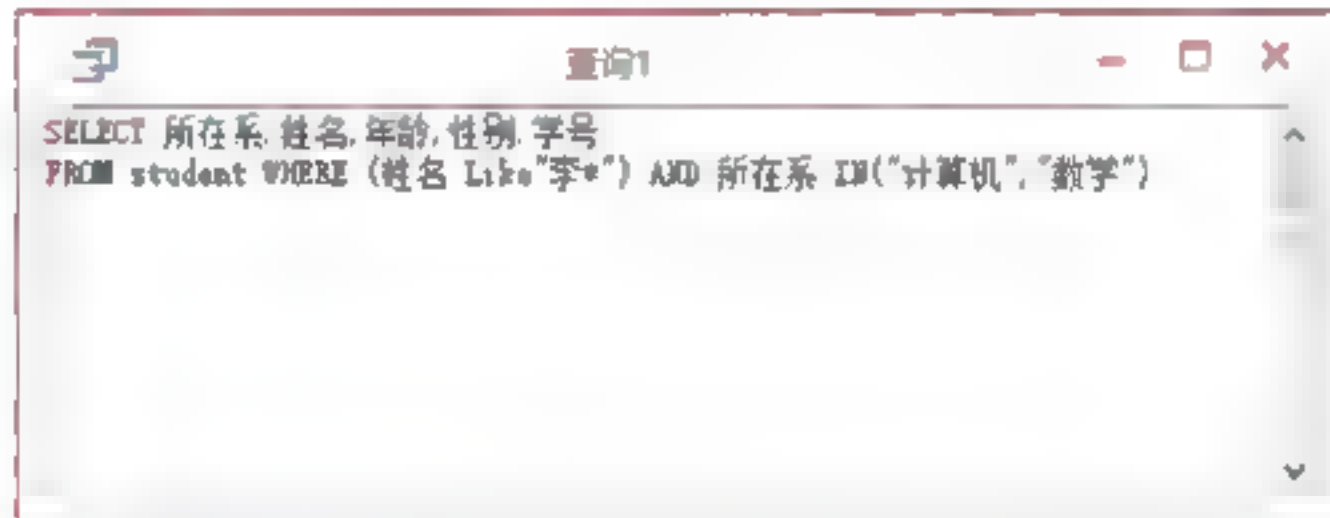 查询1
SELECT 所在系,姓名,年龄,性别,学号
FROM student WHERE (姓名 Like"李*") AND 所在系 IN("计算机","数学")